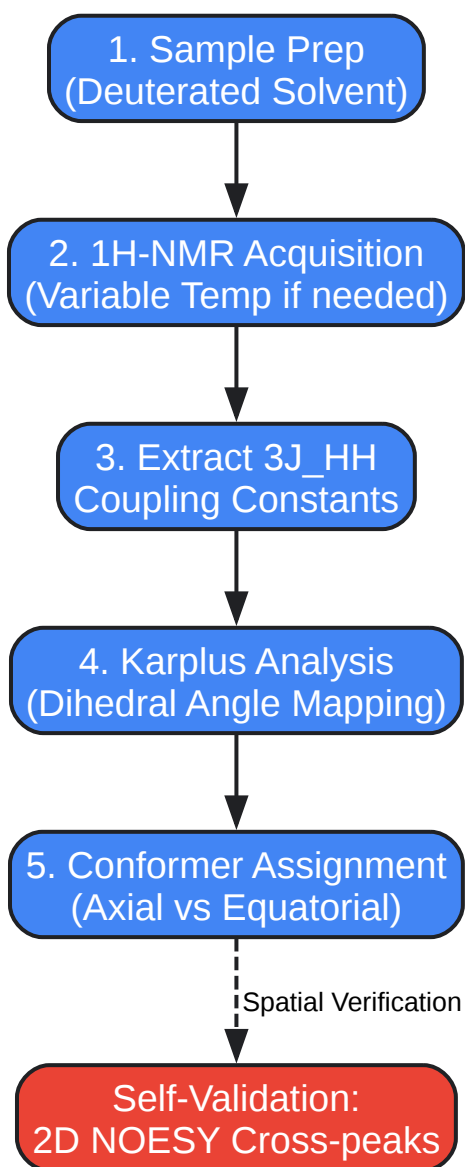 1. Sample Prep
(Deuterated Solvent)
2. 1H-NMR Acquisition
(Variable Temp if needed)
3. Extract 3J_HH
Coupling Constants
4. Karplus Analysis
(Dihedral Angle Mapping)
5. Conformer Assignment
(Axial vs Equatorial)
Spatial Verification
Self-Validation:
2D NOESY Cross-peaks